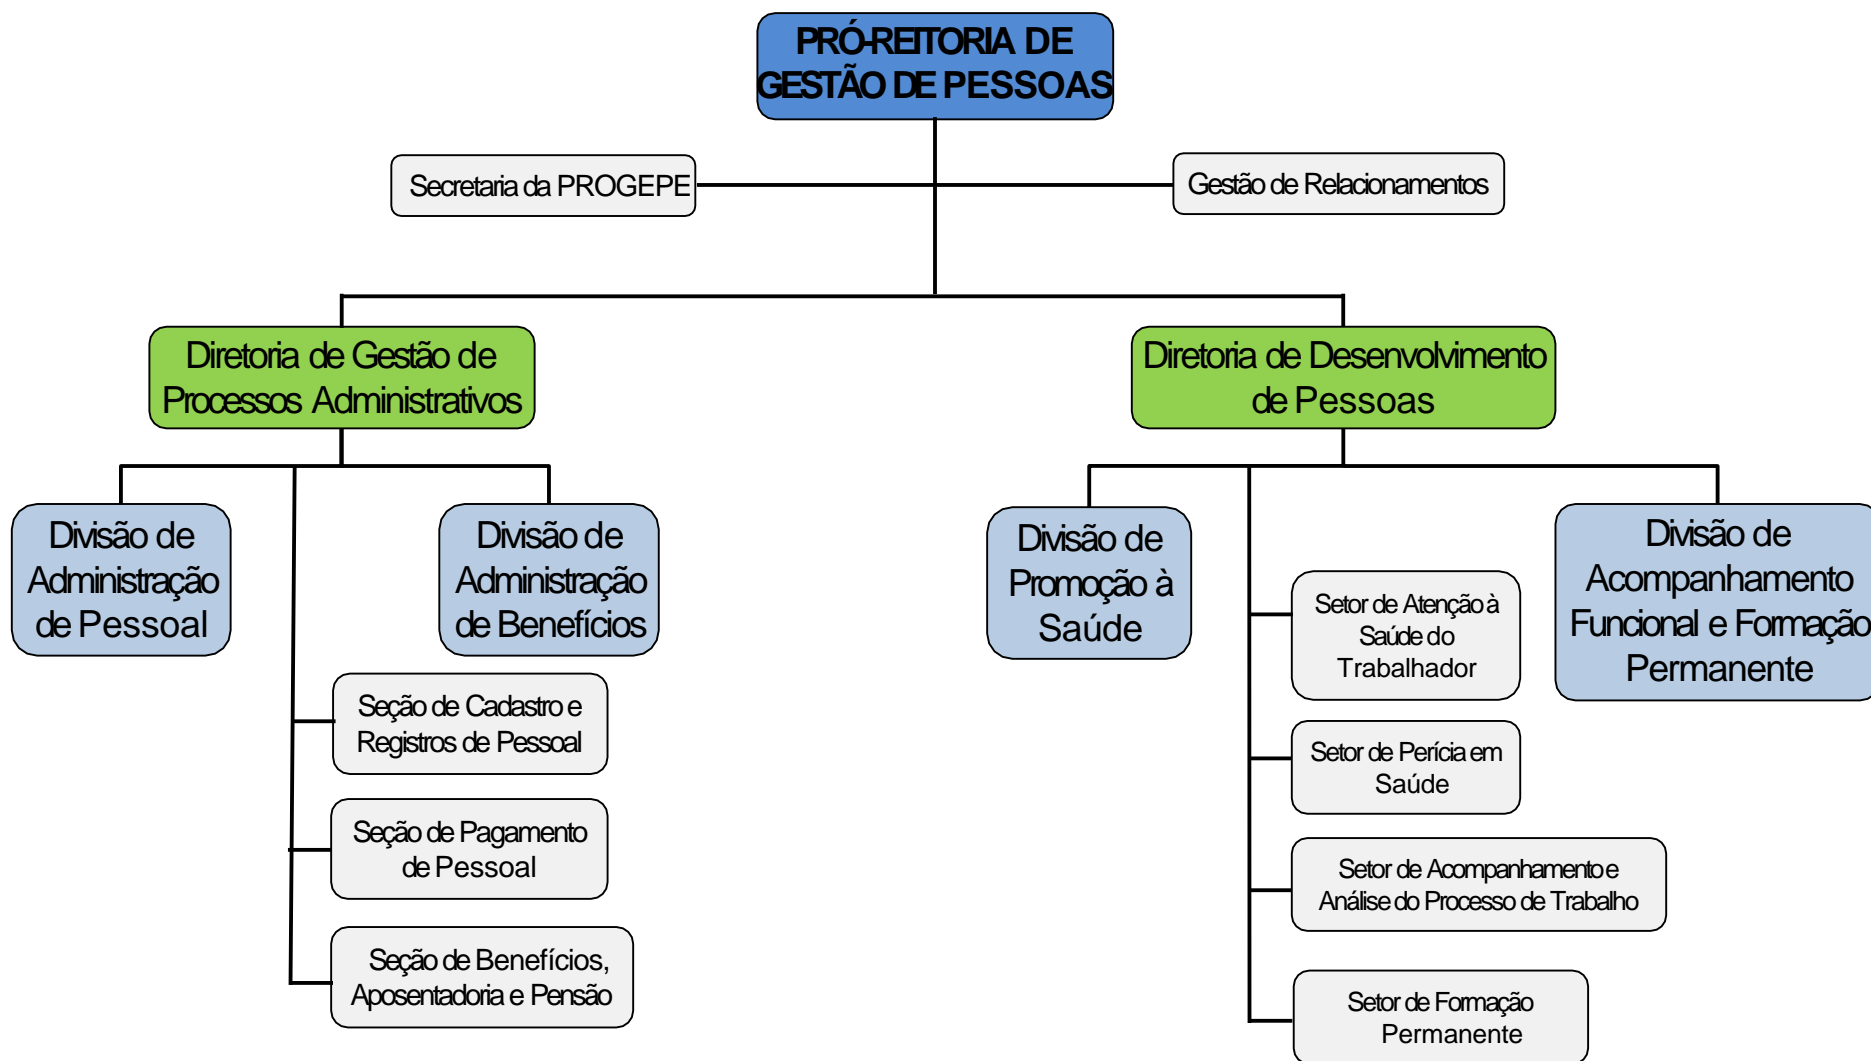 PRÓ-REITORIA DE
GESTÃO DE PESSOAS
Secretaria da PROGEPE
Gestão de Relacionamentos
Diretoria de Gestão de
Processos Administrativos
Diretoria de Desenvolvimento
de Pessoas
Divisão de
Administração
de Pessoal
Divisão de
Administração
de Benefícios
Divisão de
Promoção à
Saúde
Divisão de
Acompanhamento
Funcional e Formação
Permanente
Seção de Cadastro e
Registros de Pessoal
Seção de Pagamento
de Pessoal
Seção de Benefícios,
Aposentadoria e Pensão
Setor de Atenção à
Saúde do
Trabalhador
Setor de Perícia em
Saúde
Setor de Acompanhamento e
Análise do Processo de Trabalho
Setor de Formação
Permanente